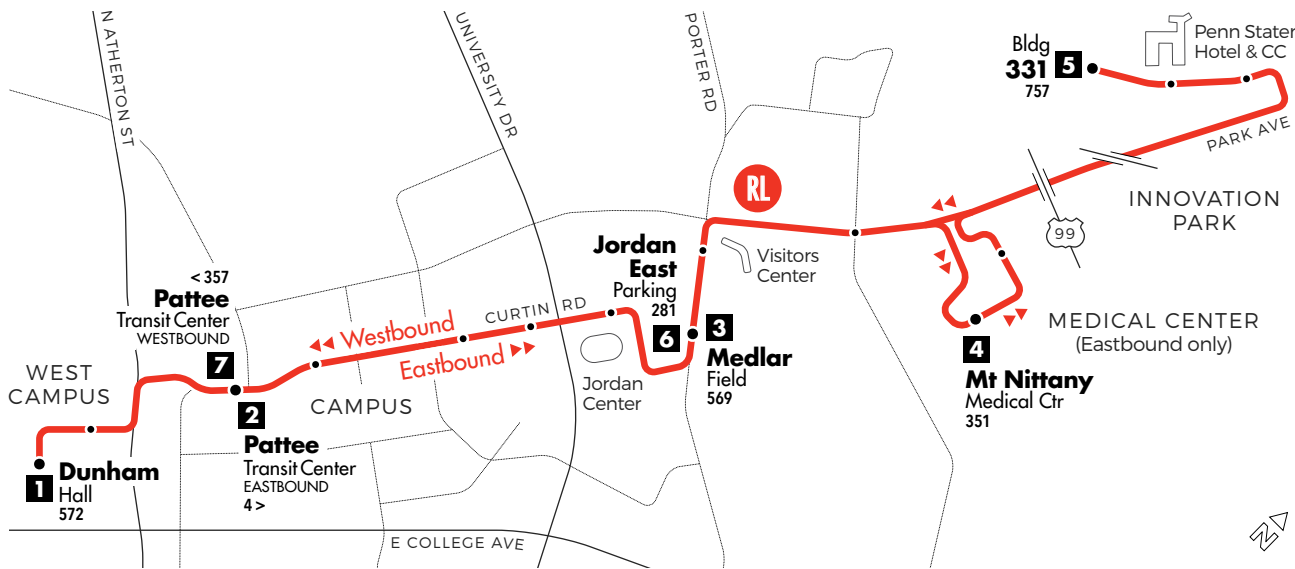 N ATHERTON ST
UNIVERSITY DR
PORTER RD
Bldg
331 5
757
Penn Stater
Hotel & CC
PARK AVE
INNOVATION
PARK
99
RL
Visitors
Center
Jordan
East
Parking
281
6
3
Medlar
Field
569
< 357
Pattee
Transit Center
WESTBOUND
7
Westbound
Eastbound
CURTIN RD
Jordan
Center
MEDICAL CENTER
(Eastbound only)
4
Mt Nittany
Medical Ctr
351
WEST
CAMPUS
CAMPUS
2
Pattee
Transit Center
EASTBOUND
4 >
1
Dunham
Hall
572
E COLLEGE AVE
N